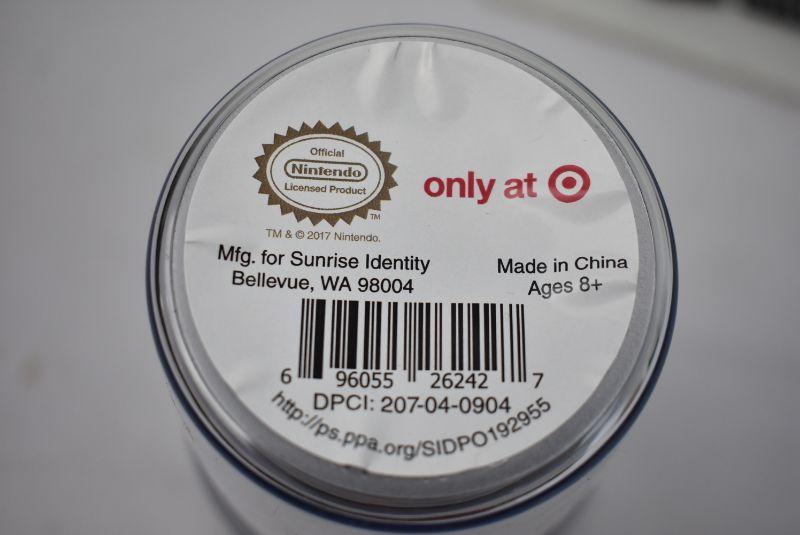 Official
Nintendo
Licensed Product
TM
TM & © 2017 Nintendo.
only at
Mfg. for Sunrise Identity
Bellevue, WA 98004
Made in China
Ages 8+
6 96055 26242 7
DPCI: 207-04-0904
http://ps.ppa.org/SIDPO192955